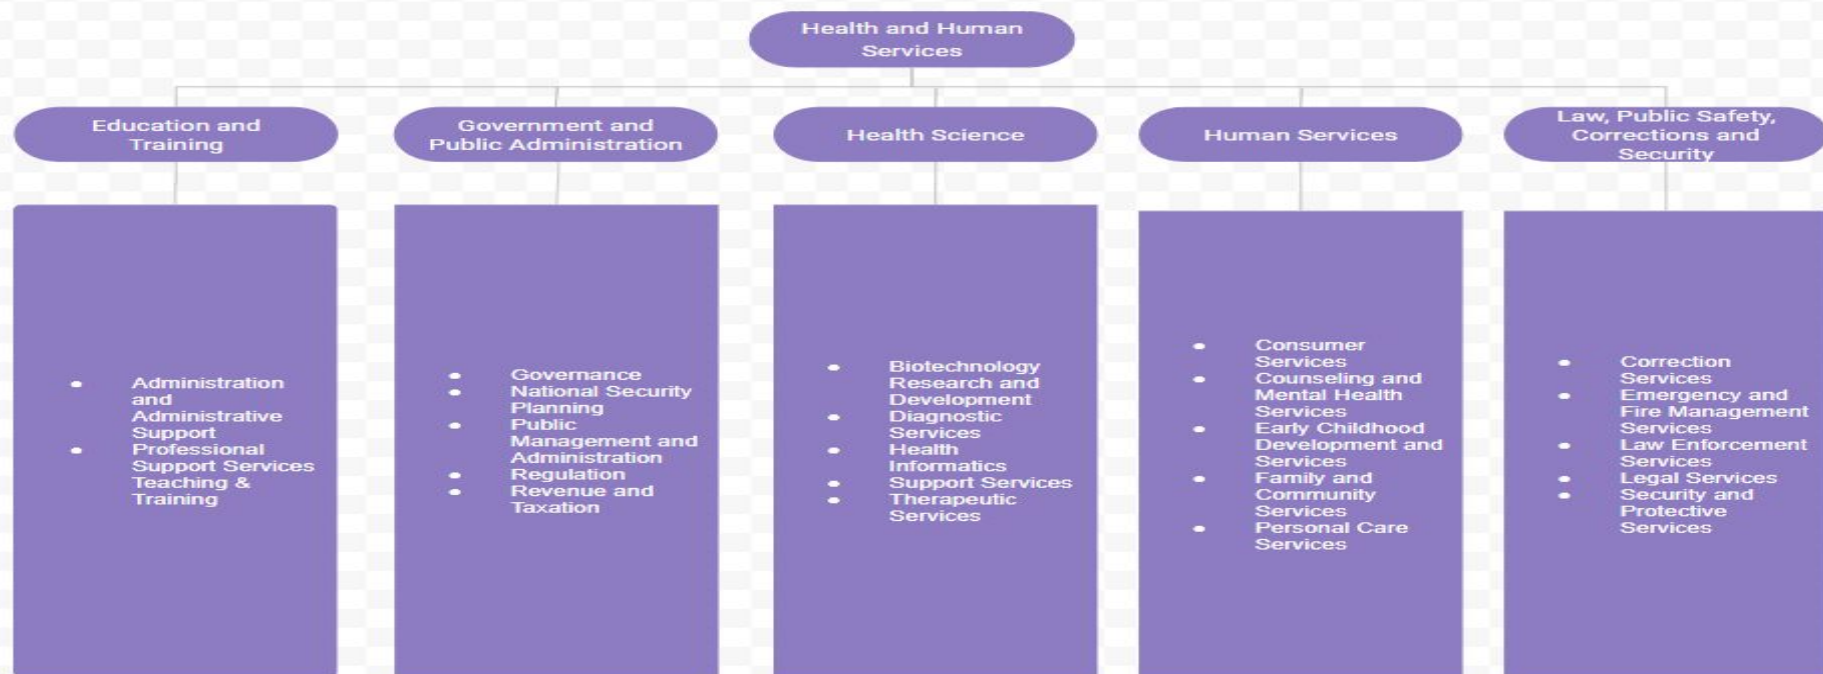 Health and Human
Services
Education and
Training
Government and
Public Administration
Health Science
Human Services
Law, Public Safety,
Corrections and
Security
• Administration
and
Administrative
Support
• Professional
Support Services
Teaching &
Training
• Governance
• National Security
Planning
• Public
Management and
Administration
• Regulation
• Revenue and
Taxation
• Biotechnology
Research and
Development
• Diagnostic
Services
• Health
Informatics
• Support Services
• Therapeutic
Services
• Consumer
Services
• Counseling and
Mental Health
Services
• Early Childhood
Development and
Services
• Family and
Community
Services
• Personal Care
Services
• Correction
Services
• Emergency and
Fire Management
Services
• Law Enforcement
Services
• Legal Services
• Security and
Protective
Services